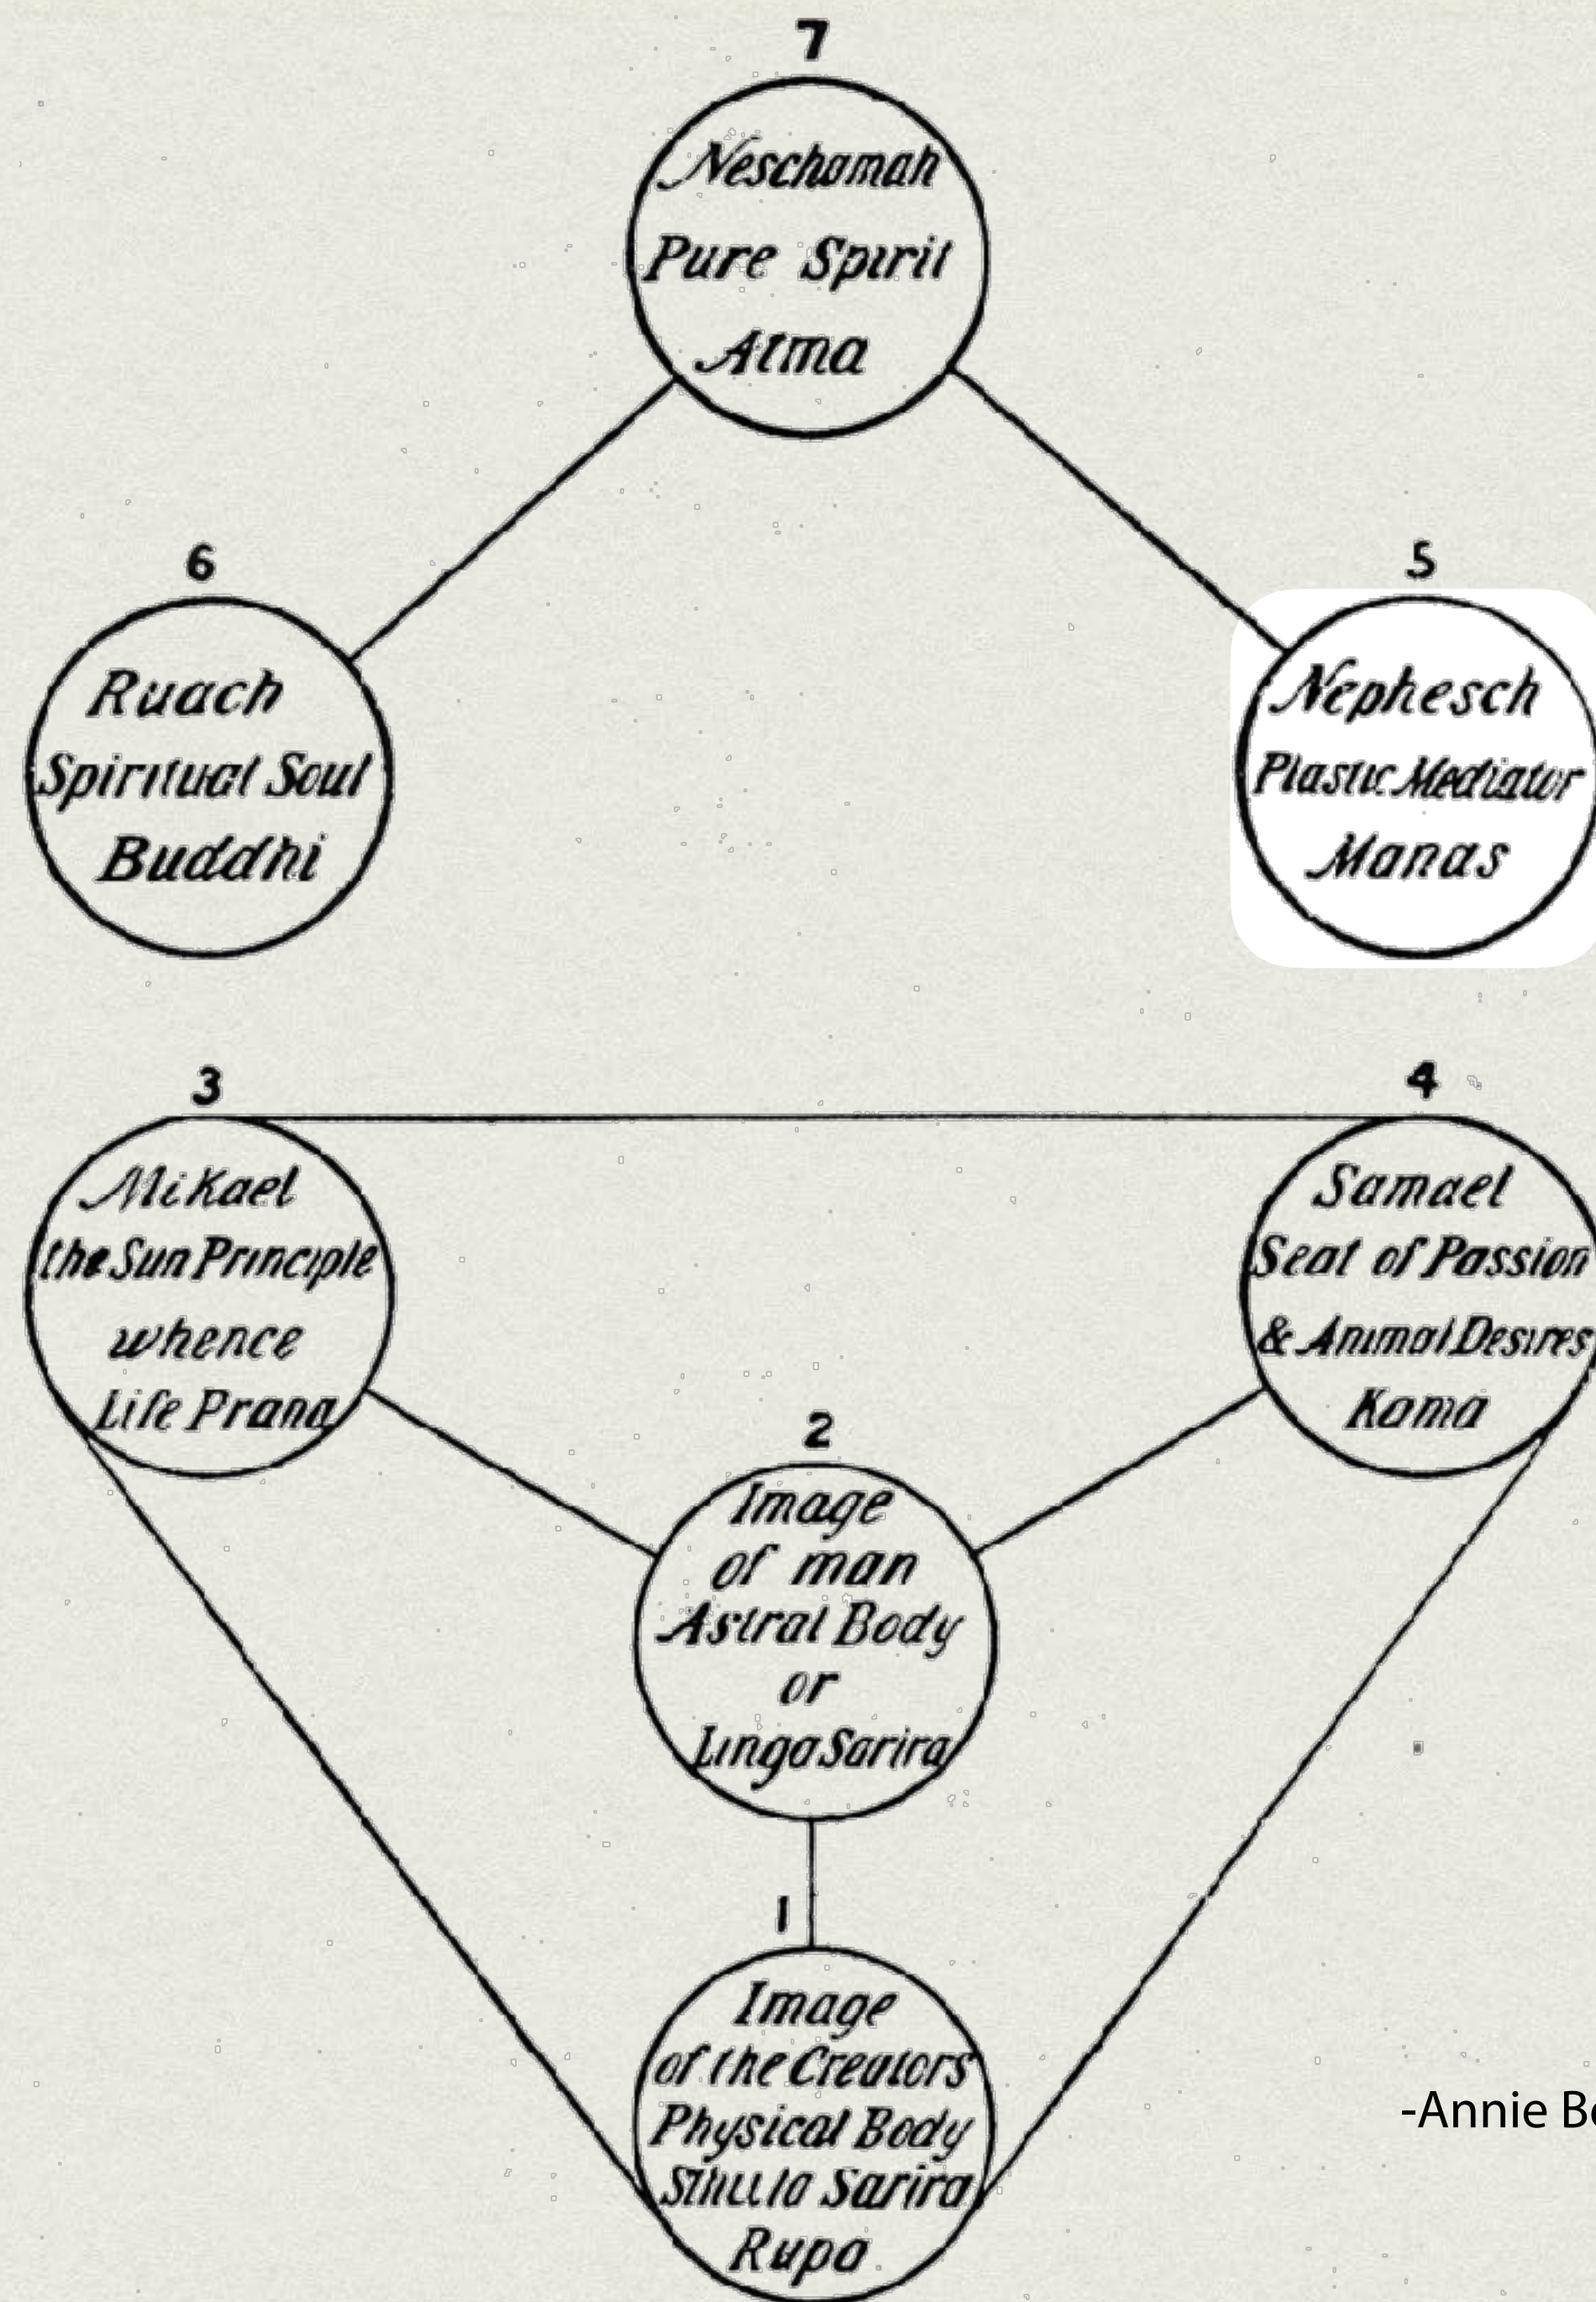 7
Neschamah
Pure Spirit
Atma
6
Ruach
Spiritual Soul
Buddhi
5
Nephesch
Plastic Mediator
Manas
3
Mikael
the Sun Principle
whence
Life Prana
4
Samael
Seat of Passion
& Animal Desires
Kama
2
Image
of man
Astral Body
or
Linga Sarira
1
Image
of the Creators
Physical Body
Sthula Sarira
Rupa
-Annie